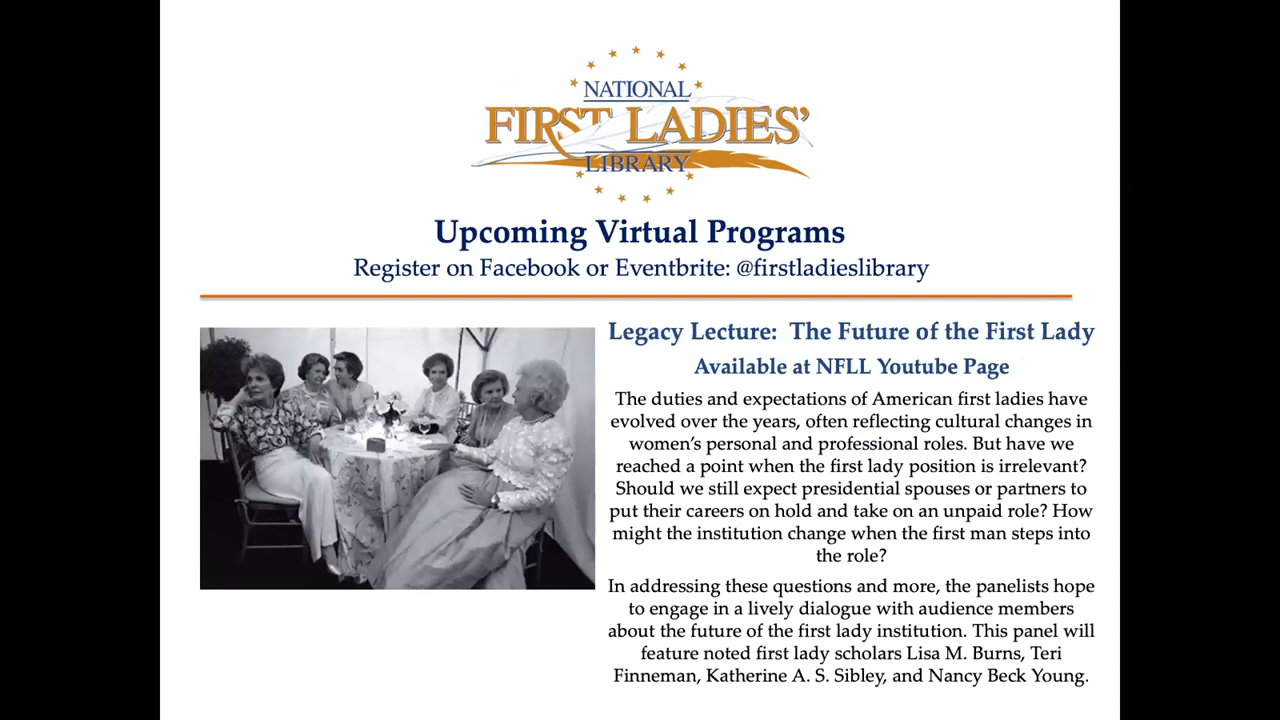 NATIONAL
FIRST LADIES'
LIBRARY
Upcoming Virtual Programs
Register on Facebook or Eventbrite: @firstladieslibrary
Legacy Lecture:  The Future of the First Lady
Available at NFLL Youtube Page
The duties and expectations of American first ladies have
evolved over the years, often reflecting cultural changes in
women's personal and professional roles. But have we
reached a point when the first lady position is irrelevant?
Should we still expect presidential spouses or partners to
put their careers on hold and take on an unpaid role? How
might the institution change when the first man steps into
the role?
In addressing these questions and more, the panelists hope
to engage in a lively dialogue with audience members
about the future of the first lady institution. This panel will
feature noted first lady scholars Lisa M. Burns, Teri
Finneman, Katherine A. S. Sibley, and Nancy Beck Young.